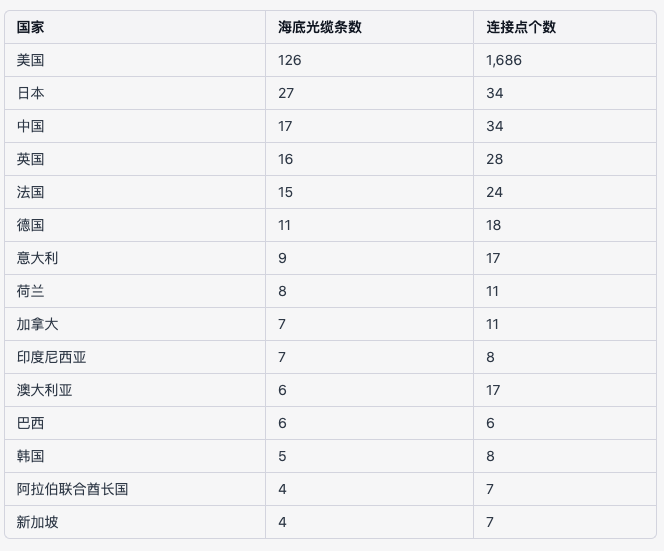 国家 海底光缆条数 连接点个数
美国 126 1,686
日本 27 34
中国 17 34
英国 16 28
法国 15 24
德国 11 18
意大利 9 17
荷兰 8 11
加拿大 7 11
印度尼西亚 7 8
澳大利亚 6 17
巴西 6 6
韩国 5 8
阿拉伯联合酋长国 4 7
新加坡 4 7